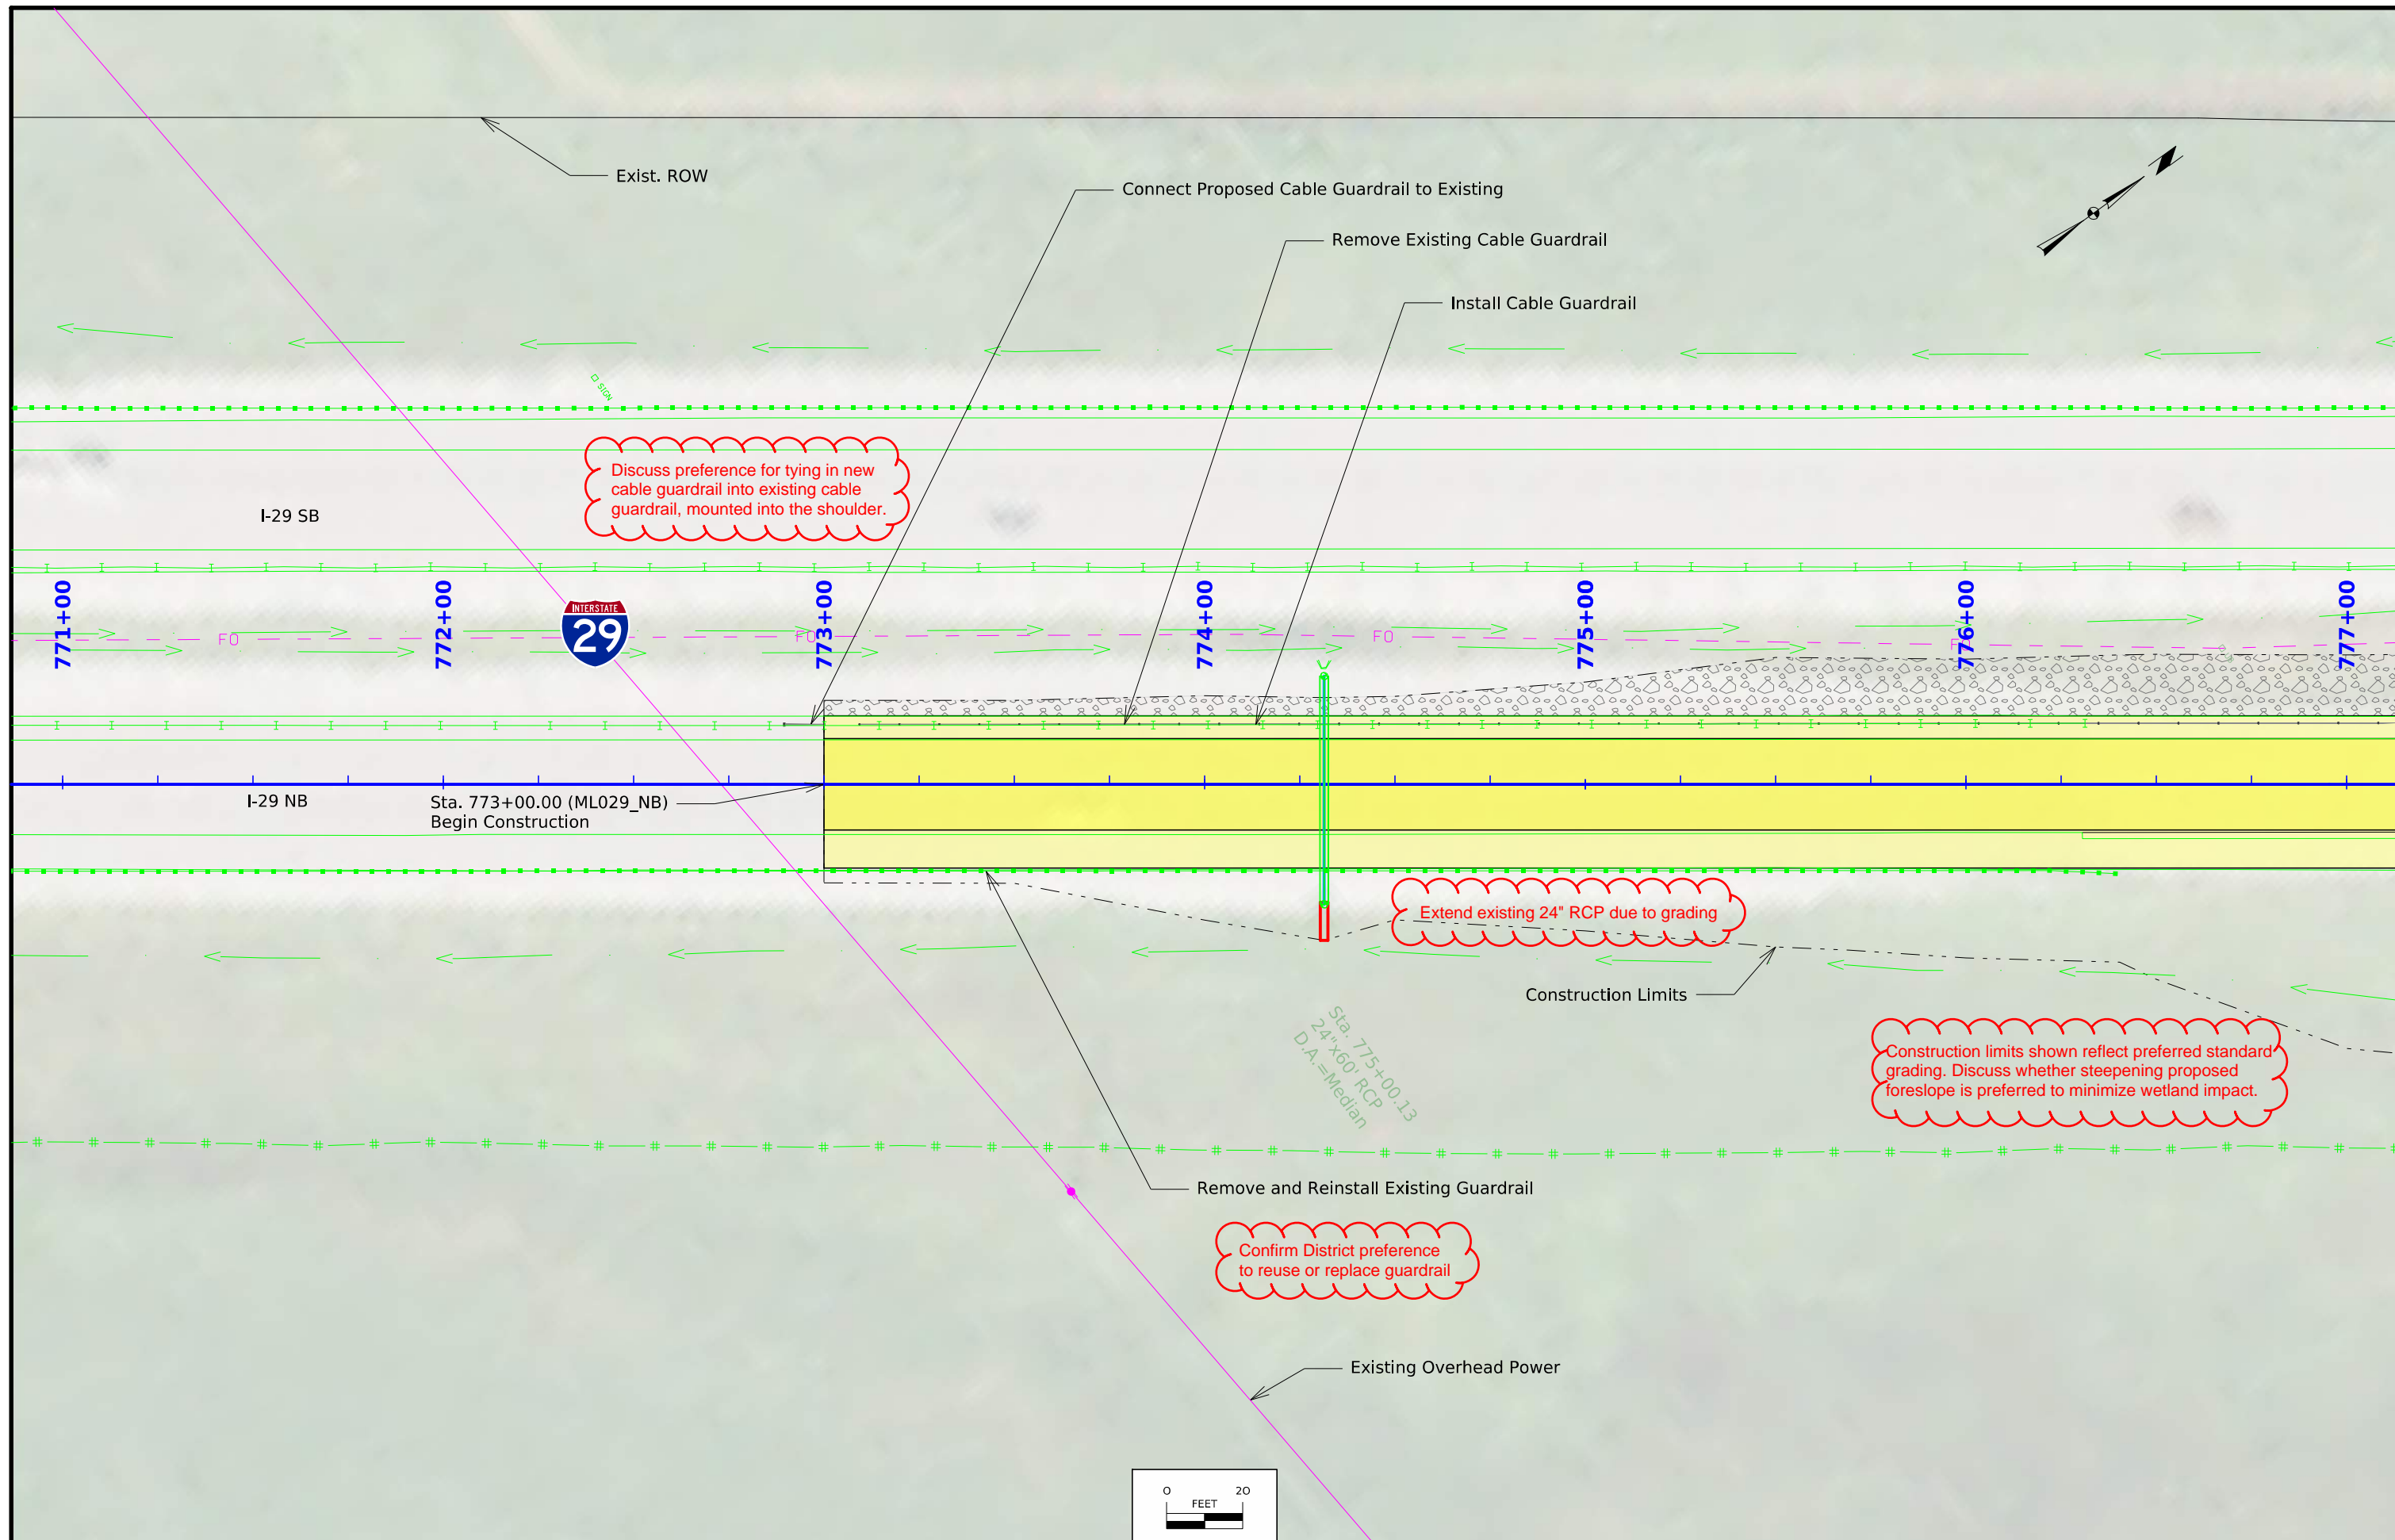 Exist. ROW
Connect Proposed Cable Guardrail to Existing
Remove Existing Cable Guardrail
Install Cable Guardrail
N
SIGN
Discuss preference for tying in new
cable guardrail into existing cable
guardrail, mounted into the shoulder.
I-29 SB
771+00
772+00
773+00
774+00
775+00
776+00
777+00
INTERSTATE
29
FO
FO
FO
FO
I-29 NB
Sta. 773+00.00 (ML029_NB)
Begin Construction
Extend existing 24" RCP due to grading
Construction Limits
Sta. 775+00.13
24"x60' RCP
D.A.=Median
Construction limits shown reflect preferred standard
grading. Discuss whether steepening proposed
foreslope is preferred to minimize wetland impact.
Remove and Reinstall Existing Guardrail
Confirm District preference
to reuse or replace guardrail
Existing Overhead Power
0 20
FEET